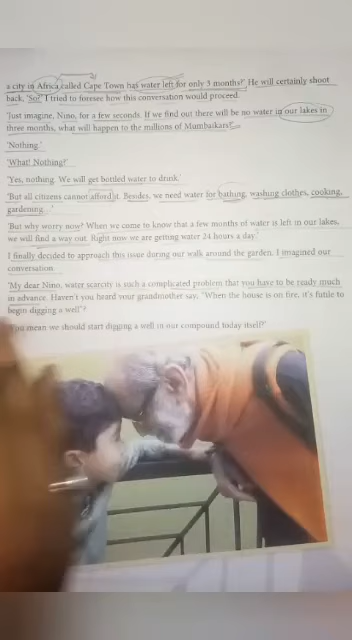 a city in Africa called Cape Town has water left for only 3 months?' He will certainly shoot
back, 'So?' I tried to foresee how this conversation would proceed.
'Just imagine, Nino, for a few seconds. If we find out there will be no water in our lakes in
three months, what will happen to the millions of Mumbaikars?'
'Nothing.'
'What! Nothing?'
'Yes, nothing. We will get bottled water to drink.'
'But all citizens cannot afford it. Besides, we need water for bathing, washing clothes, cooking,
gardening ...'
'But why worry now? When we come to know that a few months of water is left in our lakes,
we will find a way out. Right now we are getting water 24 hours a day.'
I finally decided to approach this issue during our walk around the garden. I imagined our
conversation.
'My dear Nino, water scarcity is such a complicated problem that you have to be ready much
in advance. Haven't you heard your grandmother say, "When the house is on fire, it's futile to
begin digging a well"?
'You mean we should start digging a well in our compound today itself?'